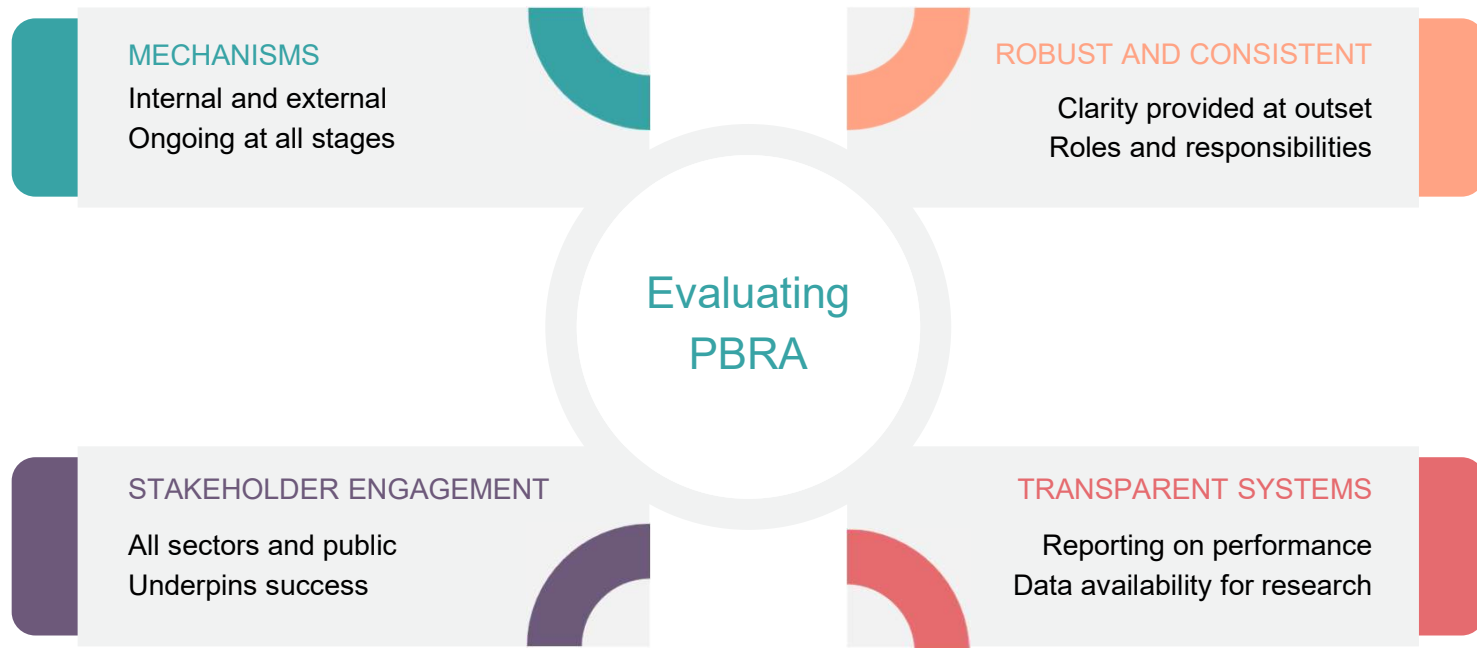 MECHANISMS
Internal and external
Ongoing at all stages
ROBUST AND CONSISTENT
Clarity provided at outset
Roles and responsibilities
Evaluating
PBRA
STAKEHOLDER ENGAGEMENT
All sectors and public
Underpins success
TRANSPARENT SYSTEMS
Reporting on performance
Data availability for research